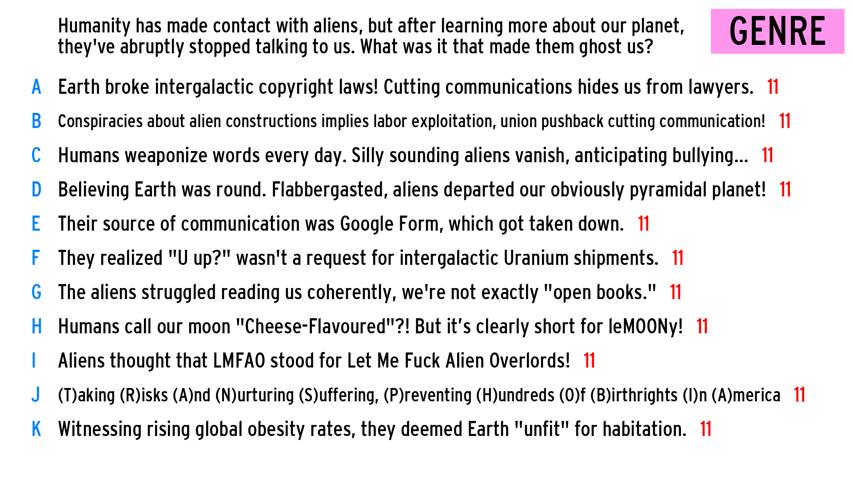 Humanity has made contact with aliens, but after learning more about our planet,
they've abruptly stopped talking to us. What was it that made them ghost us?
GENRE
A Earth broke intergalactic copyright laws! Cutting communications hides us from lawyers. 11
B Conspiracies about alien constructions implies labor exploitation, union pushback cutting communication! 11
C Humans weaponize words every day. Silly sounding aliens vanish, anticipating bullying... 11
D Believing Earth was round. Flabbergasted, aliens departed our obviously pyramidal planet! 11
E Their source of communication was Google Form, which got taken down. 11
F They realized "U up?" wasn't a request for intergalactic Uranium shipments. 11
G The aliens struggled reading us coherently, we're not exactly "open books." 11
H Humans call our moon "Cheese-Flavoured"?! But it’s clearly short for leMOONy! 11
I Aliens thought that LMFAO stood for Let Me Fuck Alien Overlords! 11
J (T)aking (R)isks (A)nd (N)urturing (S)uffering, (P)reventing (H)undreds (O)f (B)irthrights (I)n (A)merica 11
K Witnessing rising global obesity rates, they deemed Earth "unfit" for habitation. 11